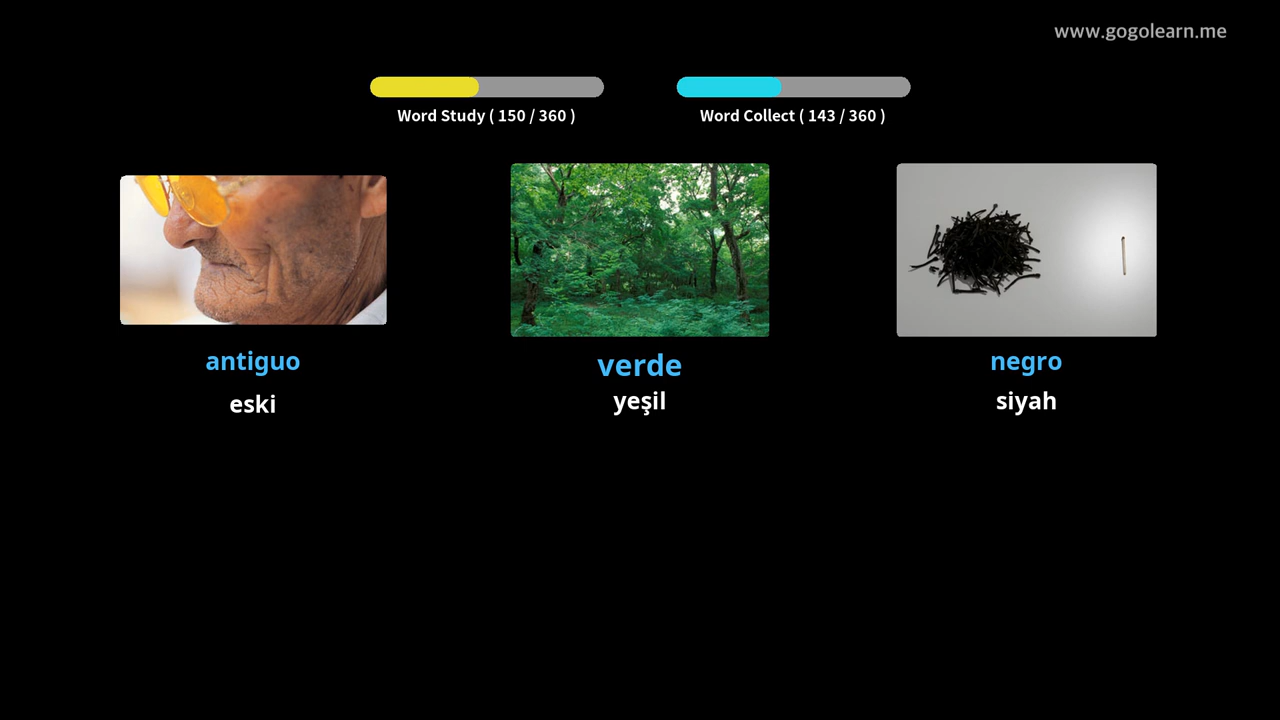 www.gogolearn.me
Word Study ( 150 / 360 )
Word Collect ( 143 / 360 )
antiguo
eski
verde
yeşil
negro
siyah